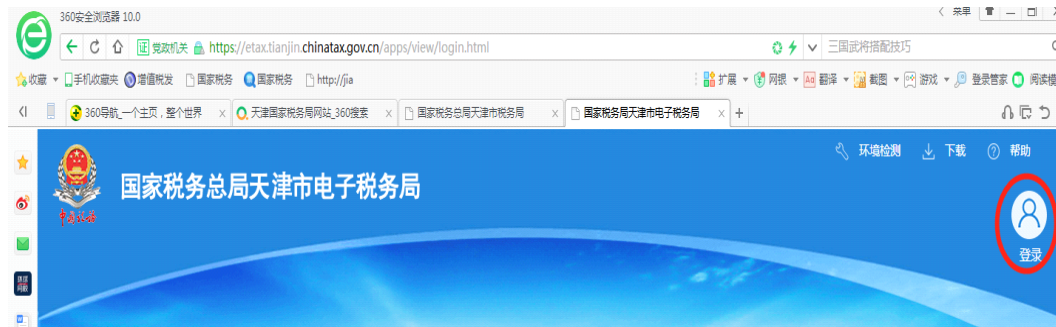 360安全浏览器 10.0
菜单
证 党政机关 https://etax.tianjin.chinatax.gov.cn/apps/view/login.html
三国武将搭配技巧
收藏 手机收藏夹 增值税发 国家税务 国家税务 http://jia 扩展 网银 Aa 翻译 截图 游戏 登录管家 阅读模
360导航_一个主页，整个世界 × 天津国家税务局网站_360搜索 × 国家税务总局天津市税务局 × 国家税务局天津市电子税务局 × +
环境检测 下载 帮助
国家税务总局天津市电子税务局
中国税务
登录